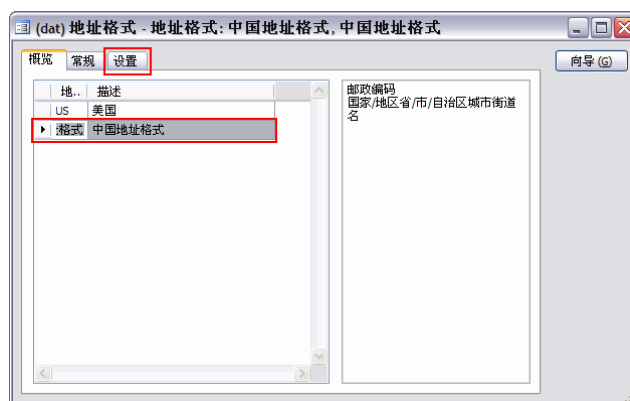 (dat) 地址格式 - 地址格式: 中国地址格式, 中国地址格式
概览 常规 设置
向导 (G)
地.. 描述
US 美国
格式 中国地址格式
邮政编码
国家/地区省/市/自治区城市街道
名